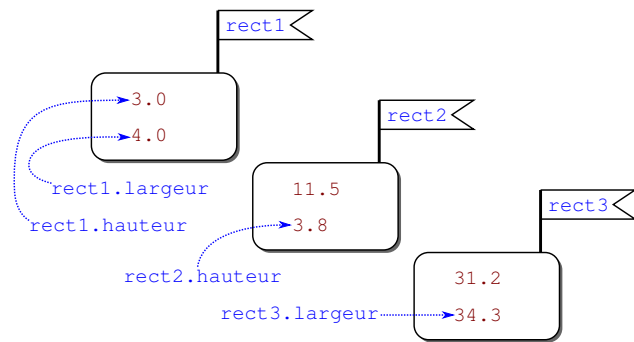 rect1
3.0
4.0
rect2
rect1.largeur
11.5
rect3
rect1.hauteur
3.8
rect2.hauteur
31.2
rect3.largeur
34.3